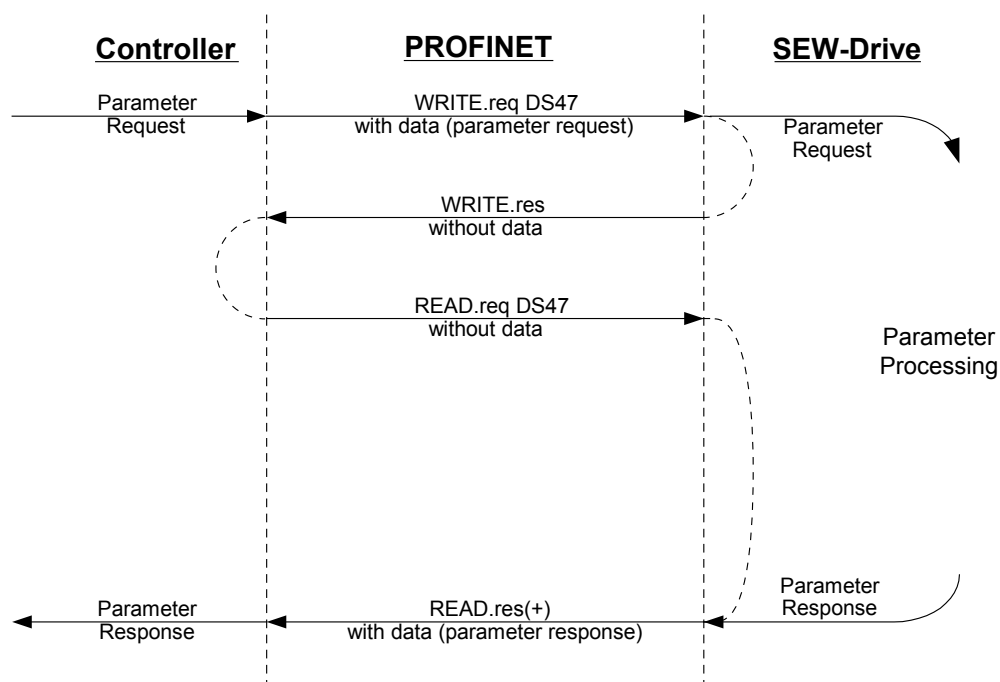 Controller
PROFINET
SEW-Drive
Parameter
Request
WRITE.req DS47
with data (parameter request)
Parameter
Request
WRITE.res
without data
READ.req DS47
without data
Parameter
Processing
Parameter
Response
READ.res(+)
with data (parameter response)
Parameter
Response